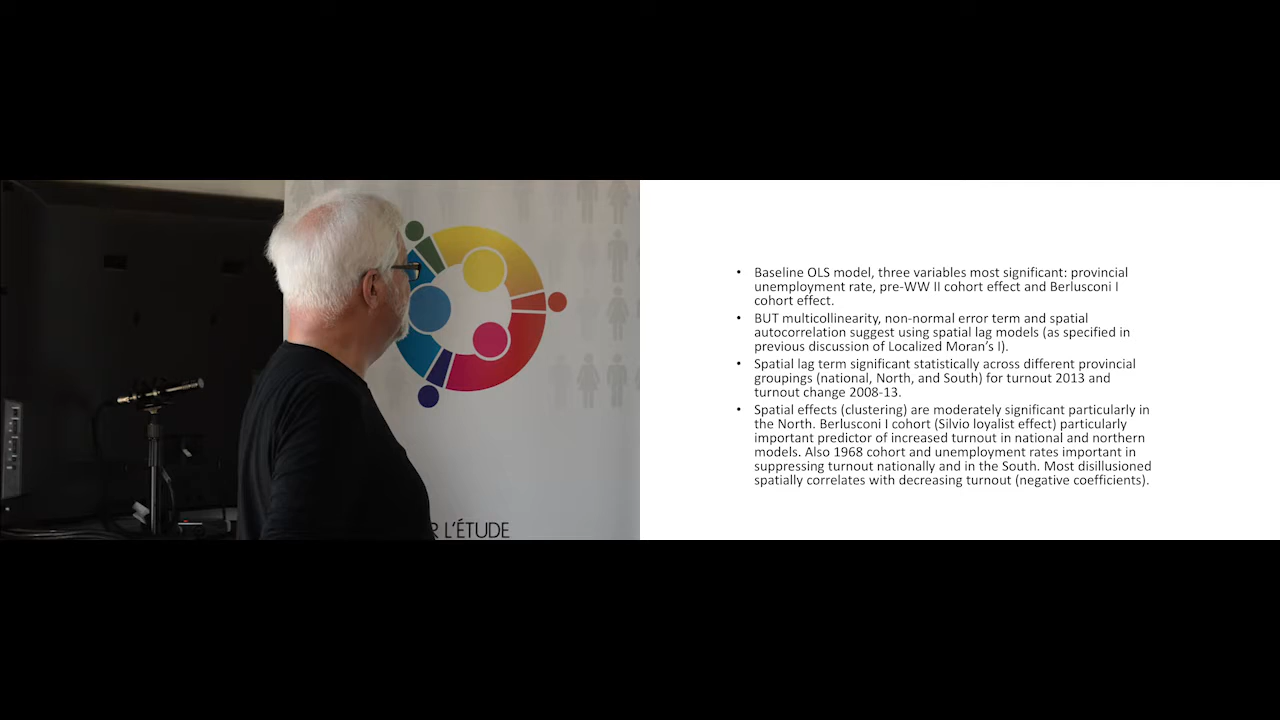 R L'ÉTUDE
• Baseline OLS model, three variables most significant: provincial
unemployment rate, pre-WW II cohort effect and Berlusconi I
cohort effect.
• BUT multicollinearity, non-normal error term and spatial
autocorrelation suggest using spatial lag models (as specified in
previous discussion of Localized Moran's I).
• Spatial lag term significant statistically across different provincial
groupings (national, North, and South) for turnout 2013 and
turnout change 2008-13.
• Spatial effects (clustering) are moderately significant particularly in
the North. Berlusconi I cohort (Silvio loyalist effect) particularly
important predictor of increased turnout in national and northern
models. Also 1968 cohort and unemployment rates important in
suppressing turnout nationally and in the South. Most disillusioned
spatially correlates with decreasing turnout (negative coefficients).